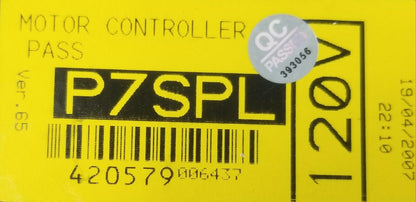 MOTOR CONTROLLER
PASS
QC
PASSED
393056
Ver.65
P7SPL
420579006437
120V
19/04/2007
22:10